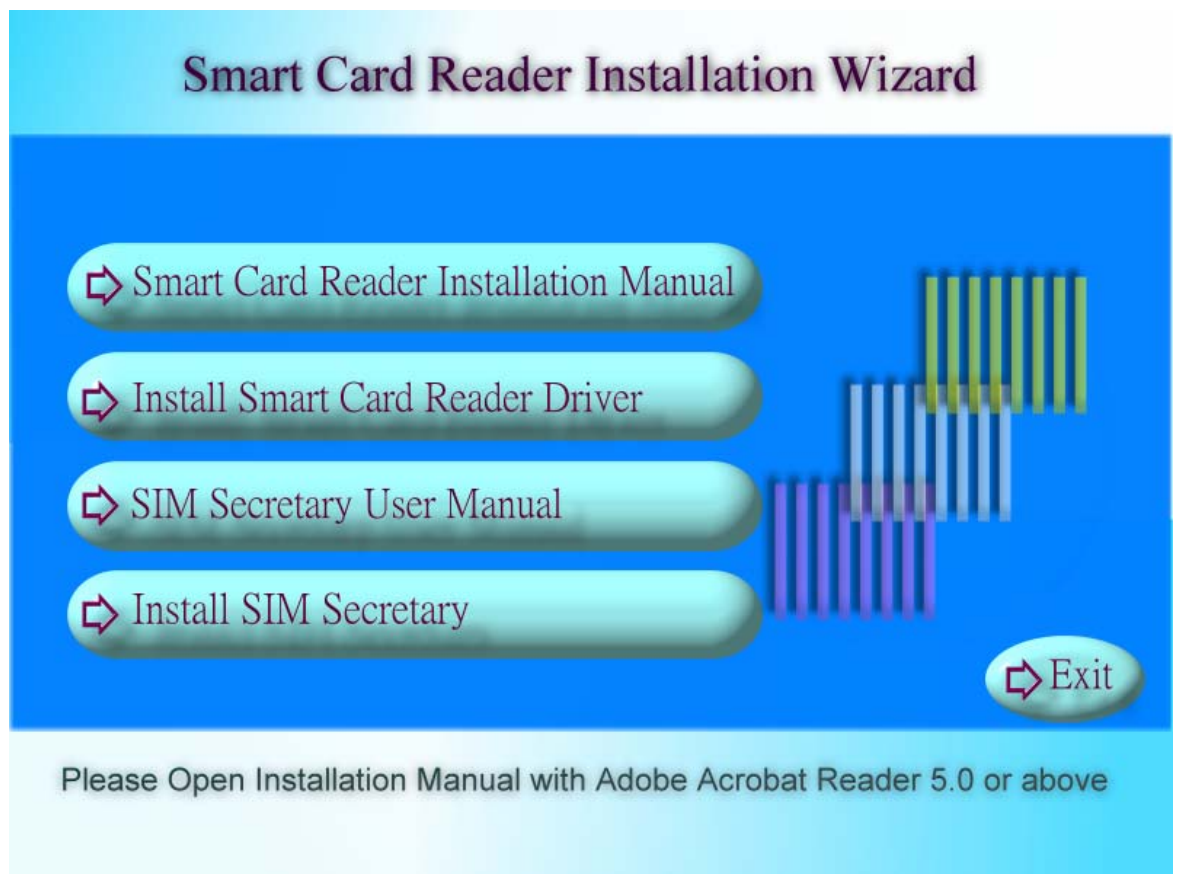 Smart Card Reader Installation Wizard
Smart Card Reader Installation Manual
Install Smart Card Reader Driver
SIM Secretary User Manual
Install SIM Secretary
Exit
Please Open Installation Manual with Adobe Acrobat Reader 5.0 or above